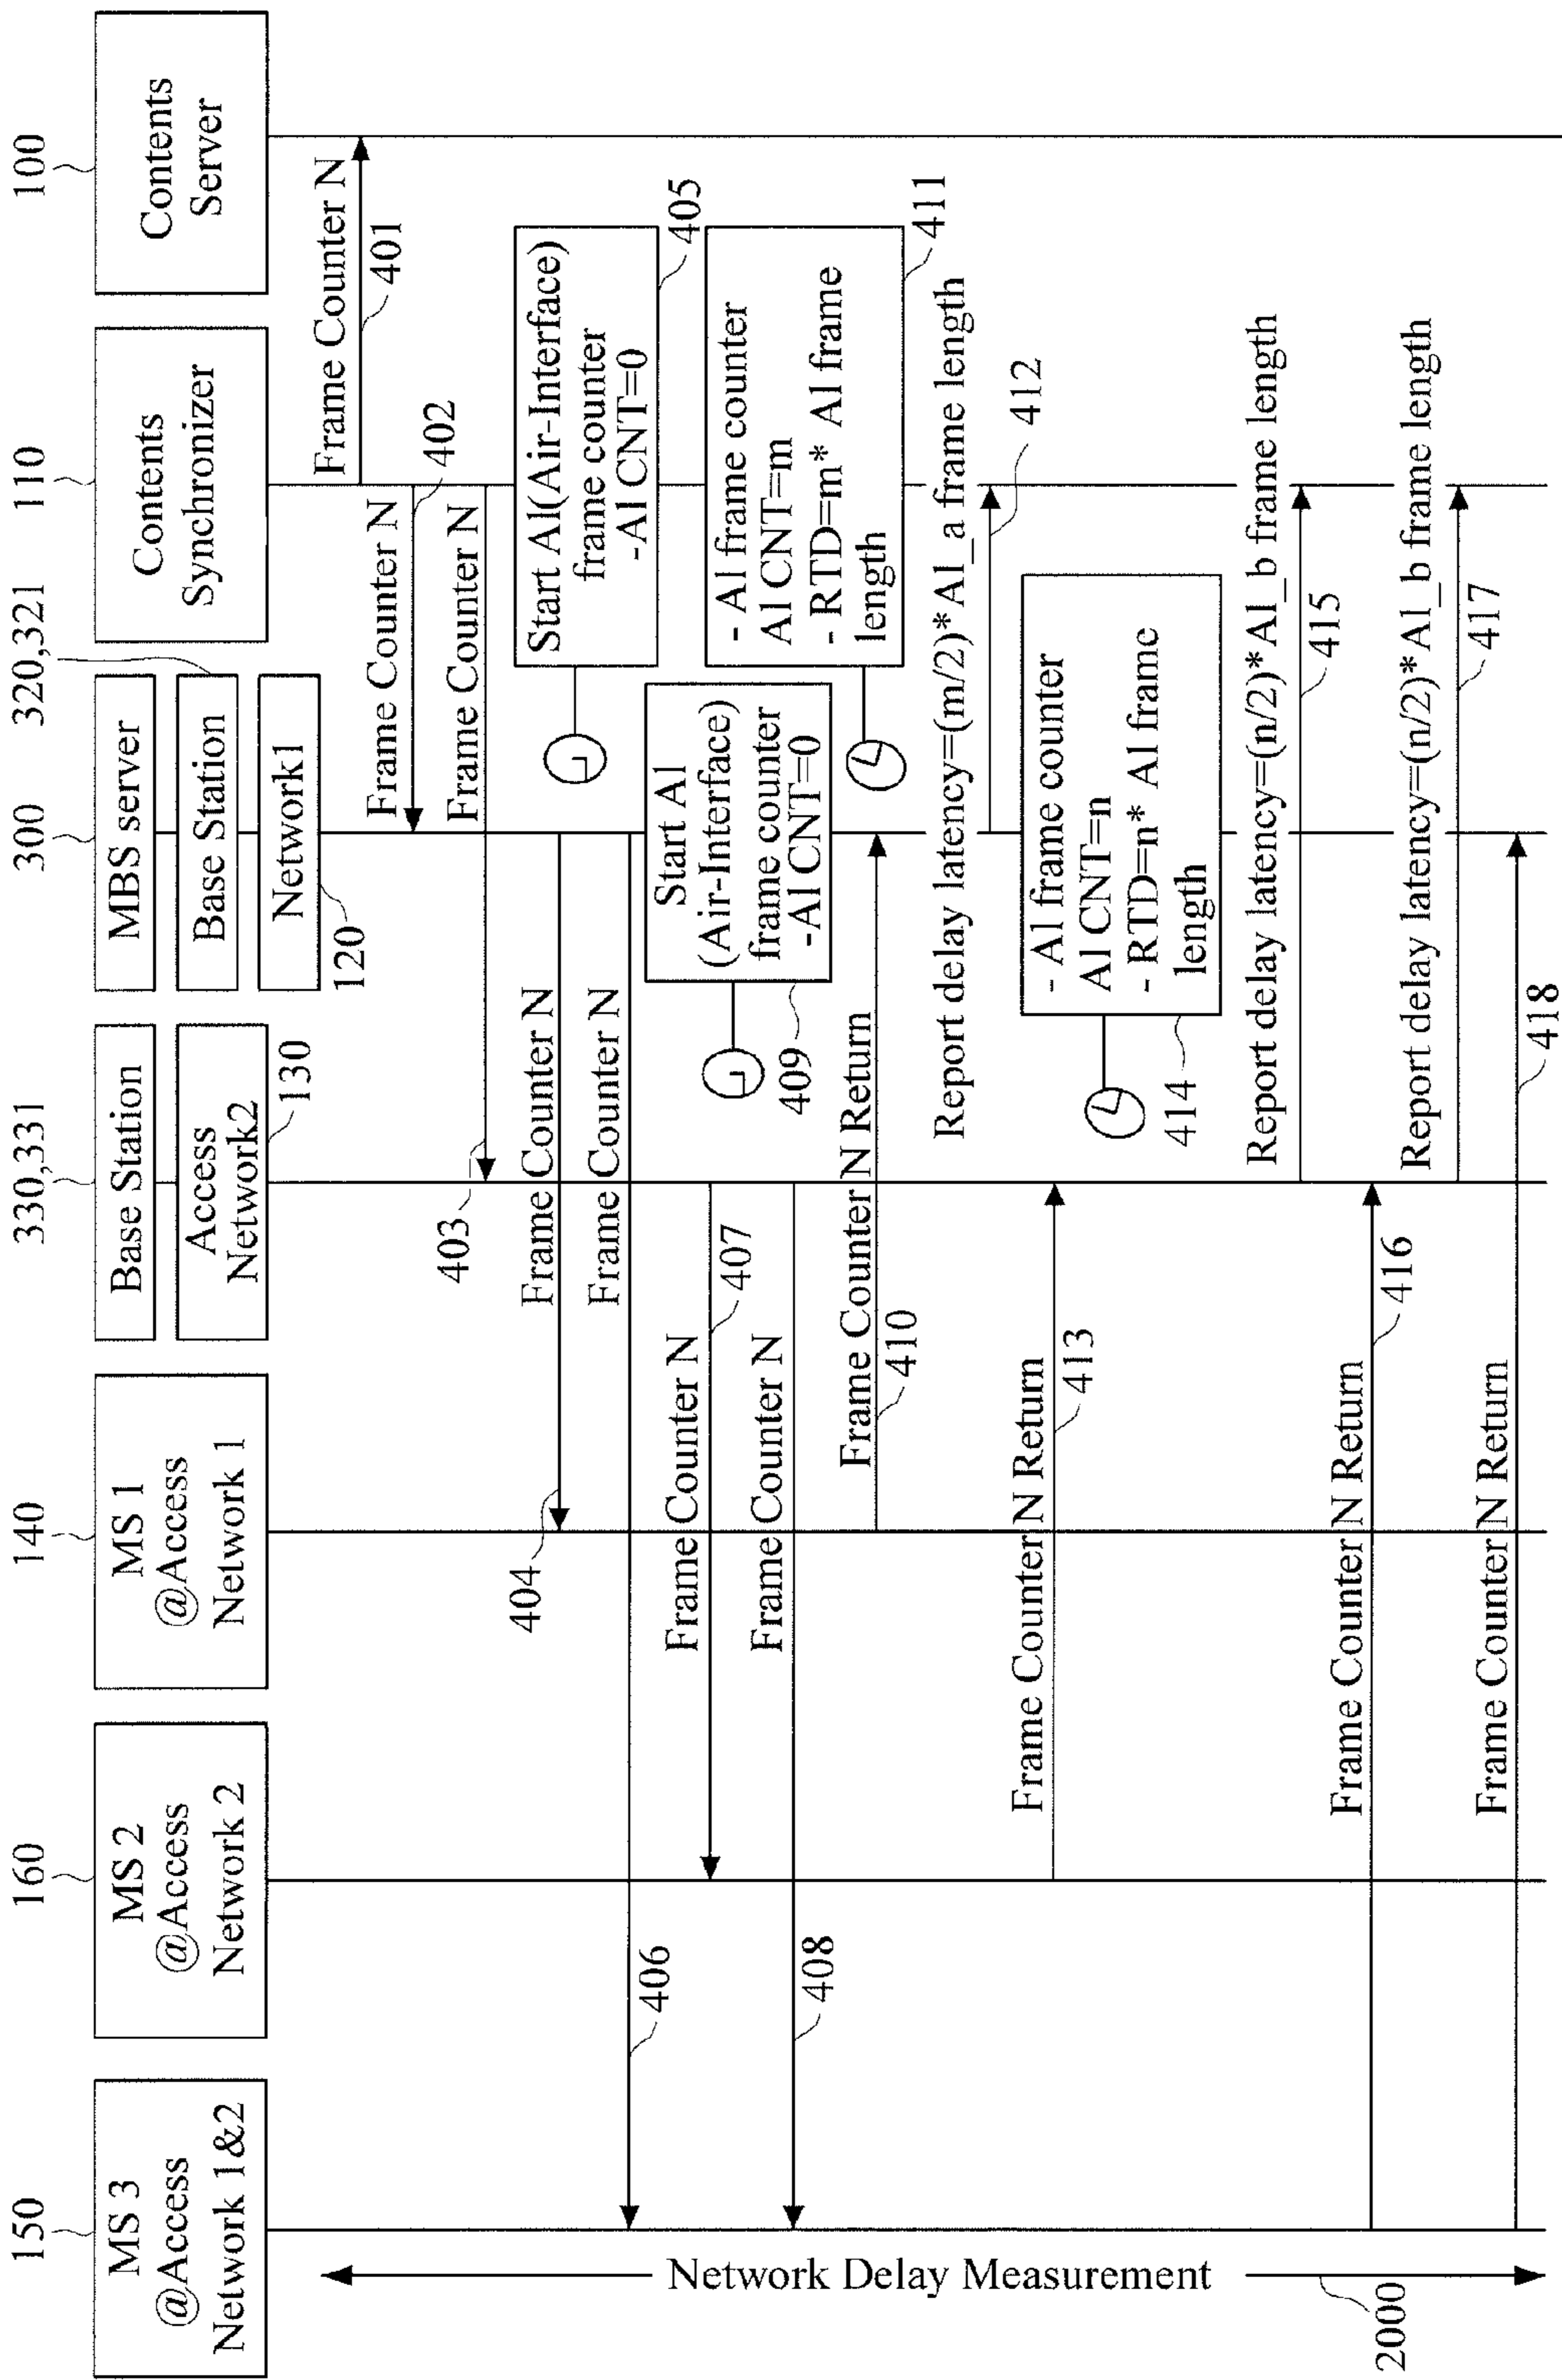 150
MS 3
@Access
Network 1&2
160
MS 2
@Access
Network 2
140
MS 1
@Access
Network 1
330,331
Base Station
Access
Network2
130
300
MBS server
320,321
Base Station
Network1
120
110
Contents
Synchronizer
100
Contents
Server
Frame Counter N
401
Frame Counter N
402
Frame Counter N
403
Frame Counter N
404
Start AI(Air-Interface)
frame counter
-AI CNT=0
405
Frame Counter N
406
Frame Counter N
407
Frame Counter N
408
Start AI
(Air-Interface)
frame counter
-AI CNT=0
409
Frame Counter N Return
410
- AI frame counter
AI CNT=m
- RTD=m* AI frame
length
411
Report delay latency=(m/2)*AI_a frame length
412
Frame Counter N Return
413
- AI frame counter
AI CNT=n
- RTD=n* AI frame
length
414
Report delay latency=(n/2)*AI_b frame length
415
Frame Counter N Return
416
Report delay latency=(n/2)*AI_b frame length
417
Frame Counter N Return
418
Network Delay Measurement
2000